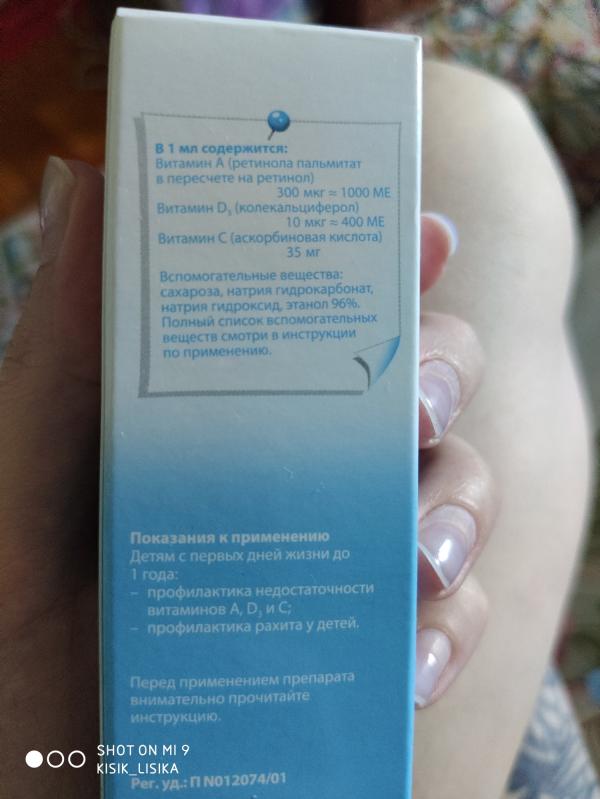 В 1 мл содержится:
Витамин А (ретинола пальмитат
в пересчете на ретинол)
300 мкг ≈ 1000 МЕ
Витамин D₃ (колекальциферол)
10 мкг ≈ 400 МЕ
Витамин С (аскорбиновая кислота)
35 мг
Вспомогательные вещества:
сахароза, натрия гидрокарбонат,
натрия гидроксид, этанол 96%.
Полный список вспомогательных
веществ смотри в инструкции
по применению.
Показания к применению
Детям с первых дней жизни до
1 года:
– профилактика недостаточности
витаминов А, D₃ и С;
– профилактика рахита у детей.
Перед применением препарата
внимательно прочитайте
инструкцию.
Рег. уд.: П N012074/01
SHOT ON MI 9
KISIK_LISIKA